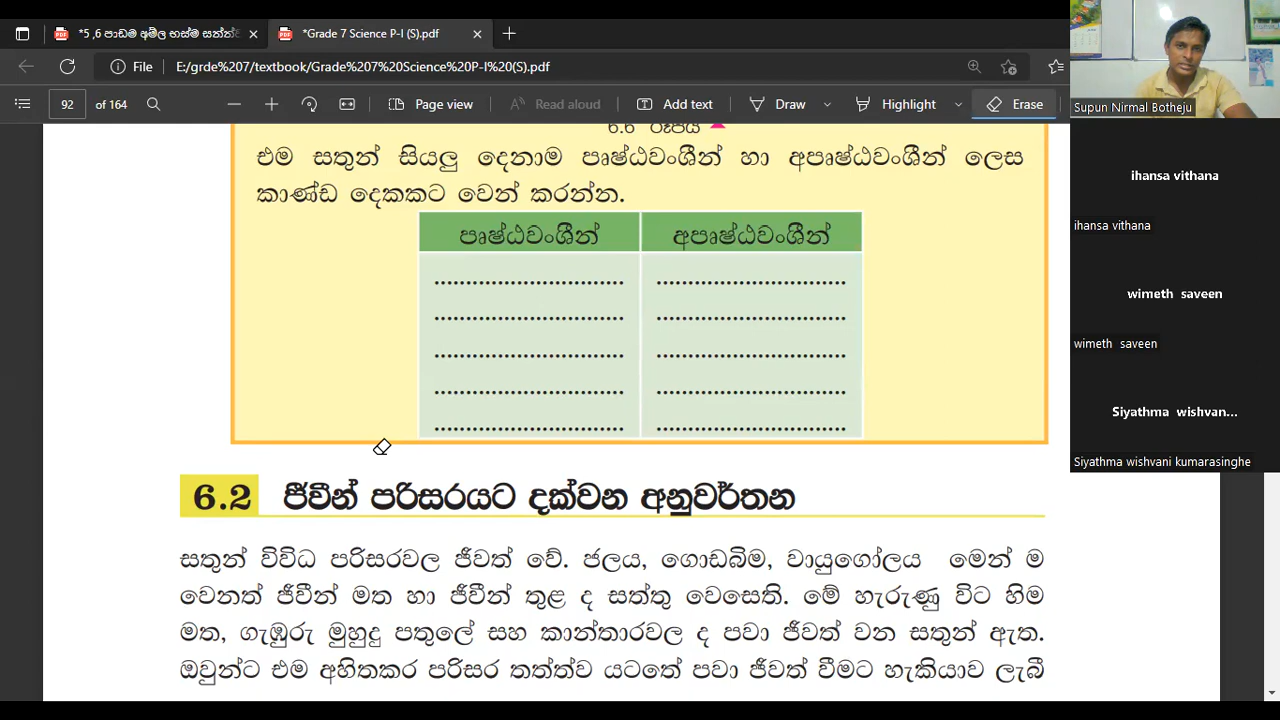 *5 ,6 පාඩම අම්ල භාස්ම සත්ත්ව
*Grade 7 Science P-I (S).pdf
File
E:/grde%207/textbook/Grade%207%20Science%20P-I%20(S).pdf
92 of 164
Page view
Read aloud
Add text
Draw
Highlight
Erase
6.6 රූපය
එම සතුන් සියලු දෙනාම පෘෂ්ඨවංශීන් හා අපෘෂ්ඨවංශීන් ලෙස
කාණ්ඩ දෙකකට වෙන් කරන්න.
පෘෂ්ඨවංශීන් අපෘෂ්ඨවංශීන්
.............................. ..............................
.............................. ..............................
.............................. ..............................
.............................. ..............................
.............................. ..............................
6.2 ජීවීන් පරිසරයට දක්වන අනුවර්තන
සතුන් විවිධ පරිසරවල ජීවත් වේ. ජලය, ගොඩබිම, වායුගෝලය මෙන් ම
වෙනත් ජීවීන් මත හා ජීවීන් තුළ ද සත්තු වෙසෙති. මේ හැරුණු විට හිම
මත, ගැඹුරු මුහුදු පතුලේ සහ කාන්තාරවල ද පවා ජීවත් වන සතුන් ඇත.
ඔවුන්ට එම අහිතකර පරිසර තත්ත්ව යටතේ පවා ජීවත් වීමට හැකියාව ලැබී
Supun Nirmal Botheju
ihansa vithana
ihansa vithana
wimeth saveen
wimeth saveen
Siyathma wishvan...
Siyathma wishvani kumarasinghe